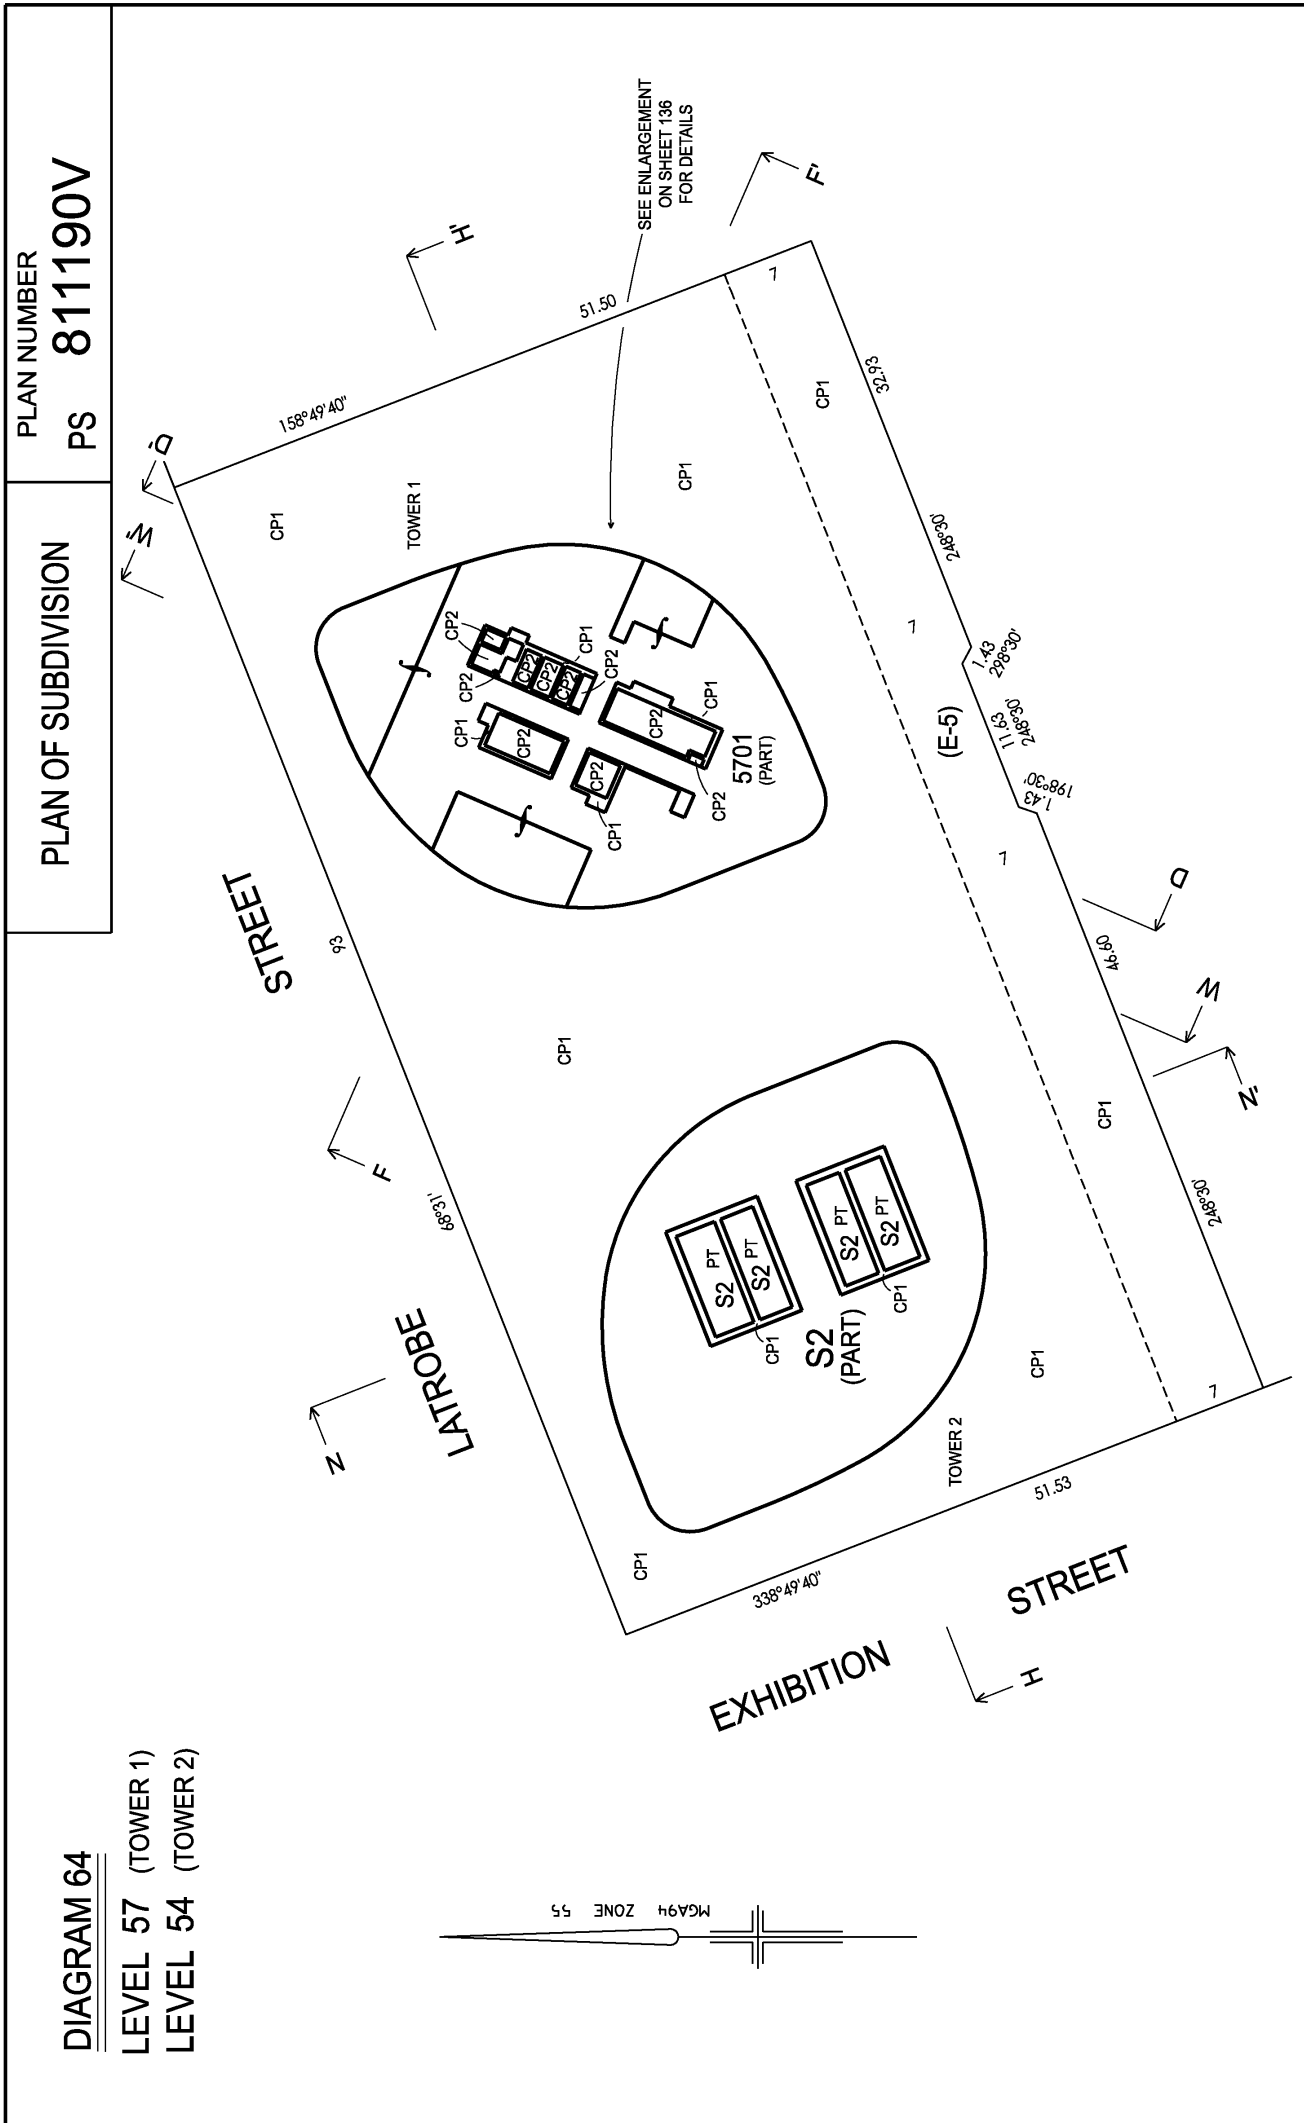 DIAGRAM 64
LEVEL 57 (TOWER 1)
LEVEL 54 (TOWER 2)
PLAN OF SUBDIVISION
PLAN NUMBER
PS 811190V
MGA94 ZONE 55
LATROBE
STREET
EXHIBITION
STREET
N
F
W'
D'
H'
F'
H
N'
W
D
68°31'
93
158°49'40"
51.50
338°49'40"
51.53
SEE ENLARGEMENT
ON SHEET 136
FOR DETAILS
TOWER 1
CP1
CP1
CP1
CP1
CP1
CP1
CP1
CP2
CP2
CP2
CP2
CP2
CP1
CP2
CP1
CP2
CP2
CP1
CP2
CP1
CP2
5701
(PART)
S2 PT
S2 PT
CP1
S2 PT
S2 PT
CP1
S2
(PART)
TOWER 2
(E-5)
7
7
7
7
32.93
248°30'
1.43
298°30'
11.63
248°30'
1.43
198°30'
46.60
248°30'